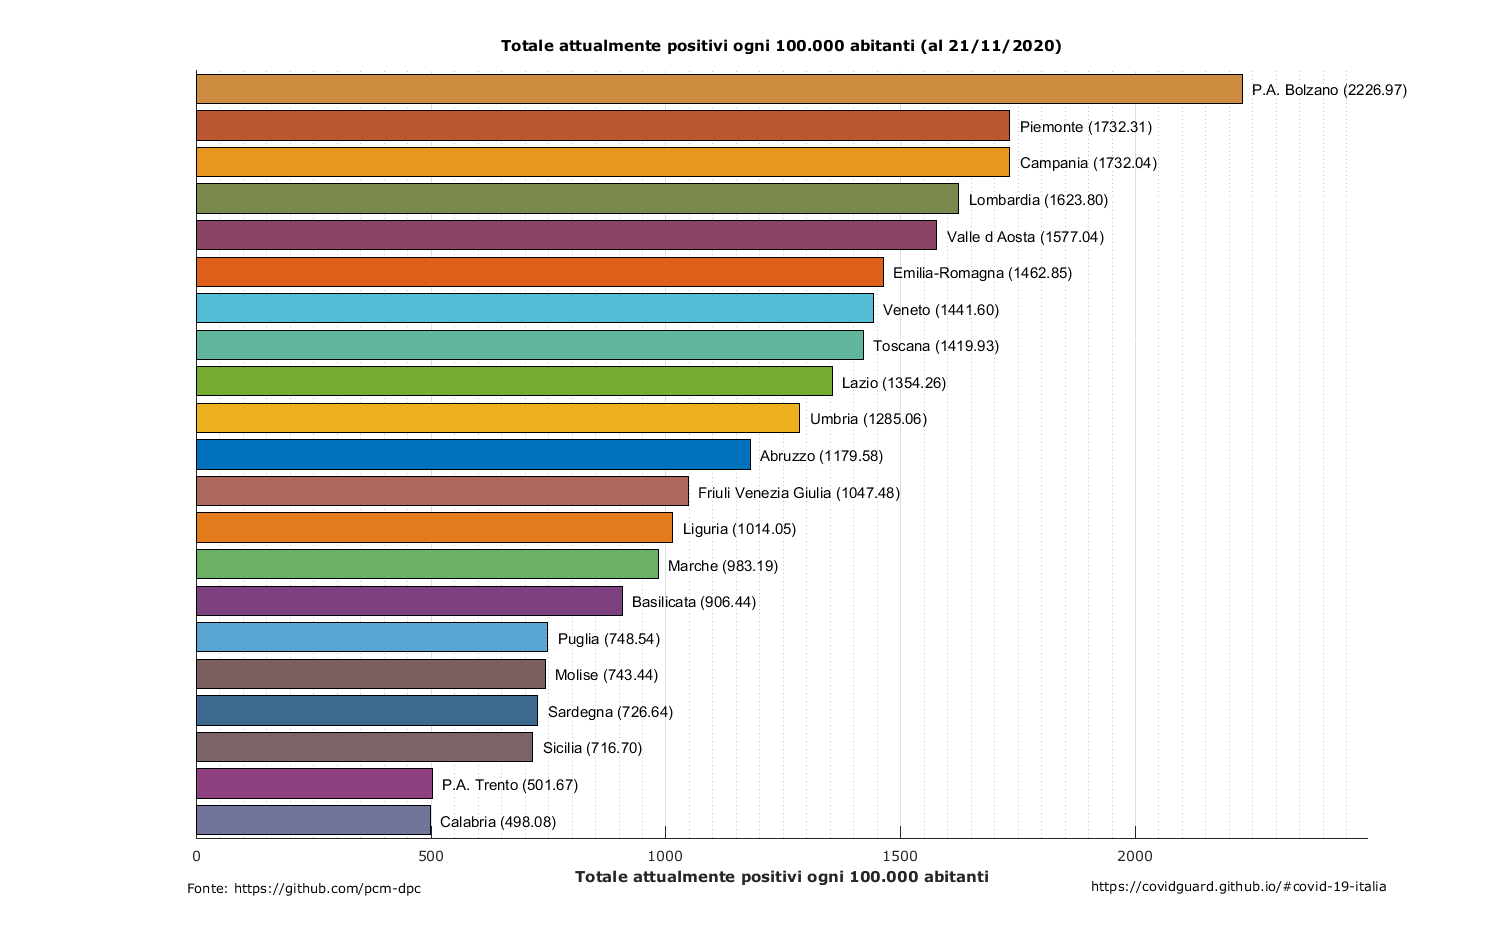 Totale attualmente positivi ogni 100.000 abitanti (al 21/11/2020)
P.A. Bolzano (2226.97)
Piemonte (1732.31)
Campania (1732.04)
Lombardia (1623.80)
Valle d Aosta (1577.04)
Emilia-Romagna (1462.85)
Veneto (1441.60)
Toscana (1419.93)
Lazio (1354.26)
Umbria (1285.06)
Abruzzo (1179.58)
Friuli Venezia Giulia (1047.48)
Liguria (1014.05)
Marche (983.19)
Basilicata (906.44)
Puglia (748.54)
Molise (743.44)
Sardegna (726.64)
Sicilia (716.70)
P.A. Trento (501.67)
Calabria (498.08)
0 500 1000 1500 2000
Totale attualmente positivi ogni 100.000 abitanti
Fonte: https://github.com/pcm-dpc
https://covidguard.github.io/#covid-19-italia